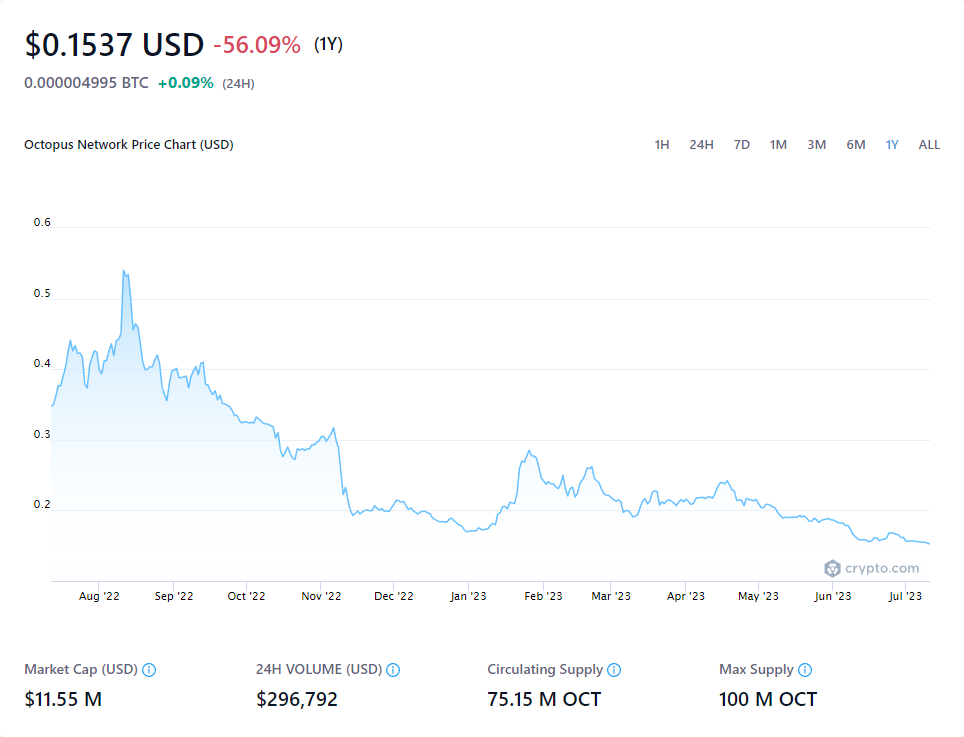 $0.1537 USD -56.09% (1Y)
0.000004995 BTC +0.09% (24H)
Octopus Network Price Chart (USD) 1H 24H 7D 1M 3M 6M 1Y ALL
0.6
0.5
0.4
0.3
0.2
crypto.com
Aug '22 Sep '22 Oct '22 Nov '22 Dec '22 Jan '23 Feb '23 Mar '23 Apr '23 May '23 Jun '23 Jul '23
Market Cap (USD) 24H VOLUME (USD) Circulating Supply Max Supply
$11.55 M $296,792 75.15 M OCT 100 M OCT